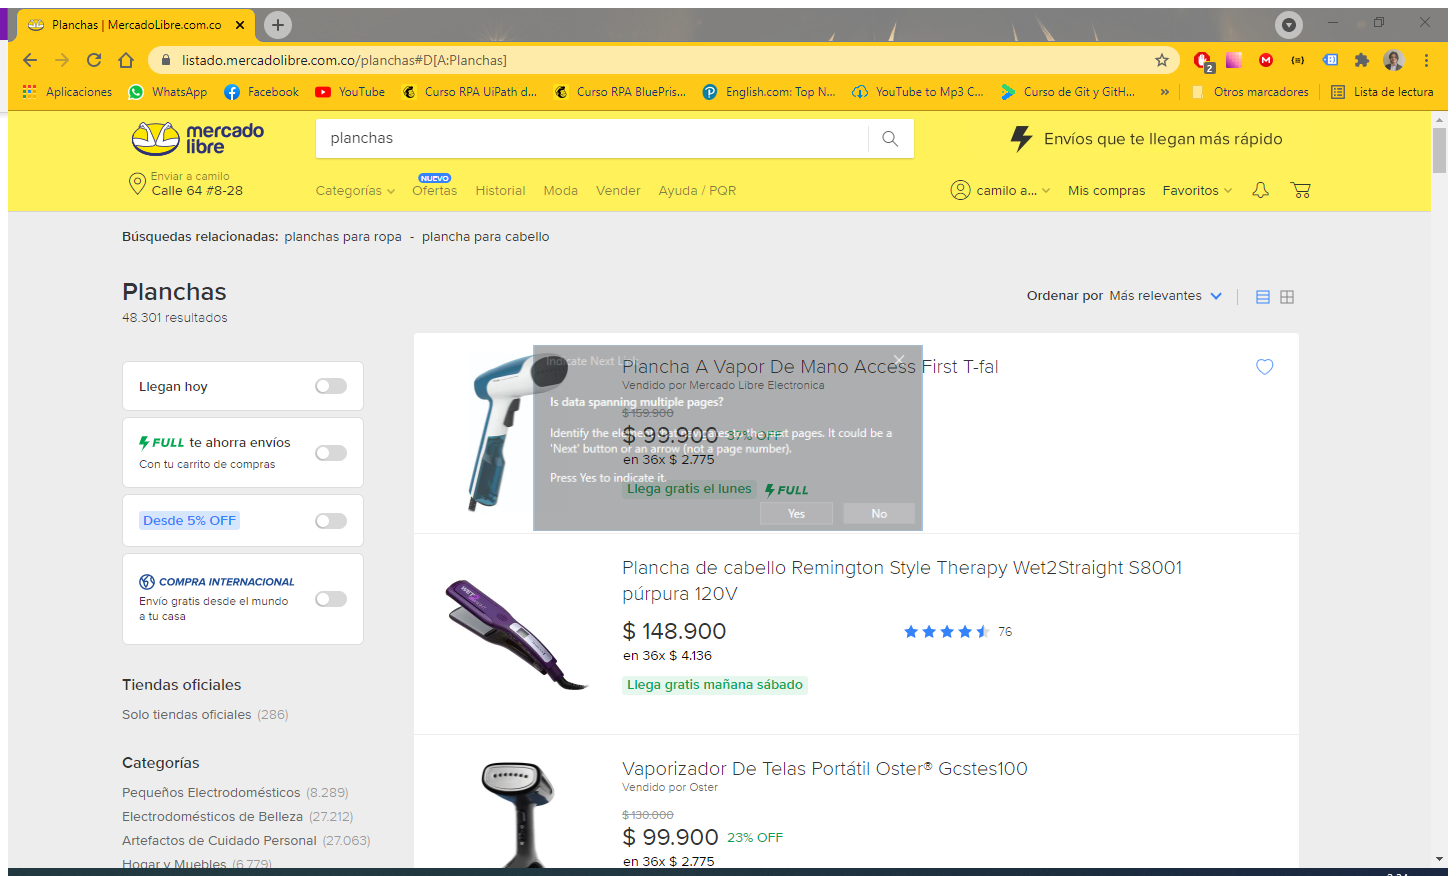 Planchas | MercadoLibre.com.co
listado.mercadolibre.com.co/planchas#D[A:Planchas]
2
Aplicaciones WhatsApp Facebook YouTube Curso RPA UiPath d... Curso RPA BluePris... English.com: Top N... YouTube to Mp3 C... Curso de Git y GitH... » Otros marcadores Lista de lectura
mercado
libre
planchas
Envíos que te llegan más rápido
Enviar a camilo
Calle 64 #8-28
NUEVO
Categorías Ofertas Historial Moda Vender Ayuda / PQR camilo a... Mis compras Favoritos
Búsquedas relacionadas: planchas para ropa - plancha para cabello
Planchas
48.301 resultados
Ordenar por Más relevantes
Llegan hoy
FULL te ahorra envíos
Con tu carrito de compras
Desde 5% OFF
COMPRA INTERNACIONAL
Envío gratis desde el mundo
a tu casa
Tiendas oficiales
Solo tiendas oficiales (286)
Categorías
Pequeños Electrodomésticos (8.289)
Electrodomésticos de Belleza (27.212)
Artefactos de Cuidado Personal (27.063)
Hogar y Muebles (6.779)
Plancha A Vapor De Mano Access First T-fal
Vendido por Mercado Libre Electronica
$ 159.900
$ 99.900 37% OFF
en 36x $ 2.775
Llega gratis el lunes FULL
Indicate Next Link
Is data spanning multiple pages?
Identify the element that navigates to the next pages. It could be a
'Next' button or an arrow (not a page number).
Press Yes to indicate it.
Yes No
Plancha de cabello Remington Style Therapy Wet2Straight S8001
púrpura 120V
$ 148.900
76
en 36x $ 4.136
Llega gratis mañana sábado
Vaporizador De Telas Portátil Oster® Gcstes100
Vendido por Oster
$ 130.000
$ 99.900 23% OFF
en 36x $ 2.775